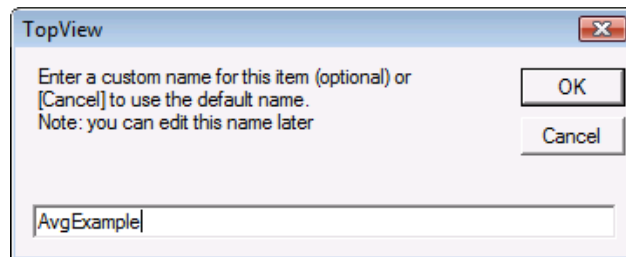 TopView
Enter a custom name for this item (optional) or
[Cancel] to use the default name.
Note: you can edit this name later
OK
Cancel
AvgExample